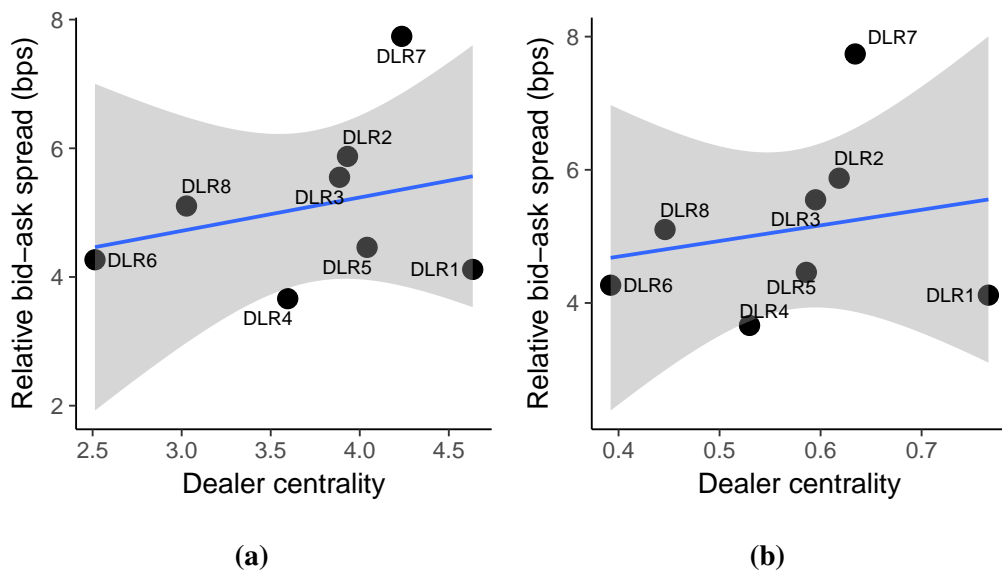 Relative bid−ask spread (bps)
8
6
4
2
DLR7
DLR2
DLR8
DLR3
DLR6
DLR5
DLR1
DLR4
2.5 3.0 3.5 4.0 4.5
Dealer centrality
(a)
Relative bid−ask spread (bps)
8
6
4
DLR7
DLR2
DLR8
DLR3
DLR6
DLR5
DLR1
DLR4
0.4 0.5 0.6 0.7
Dealer centrality
(b)